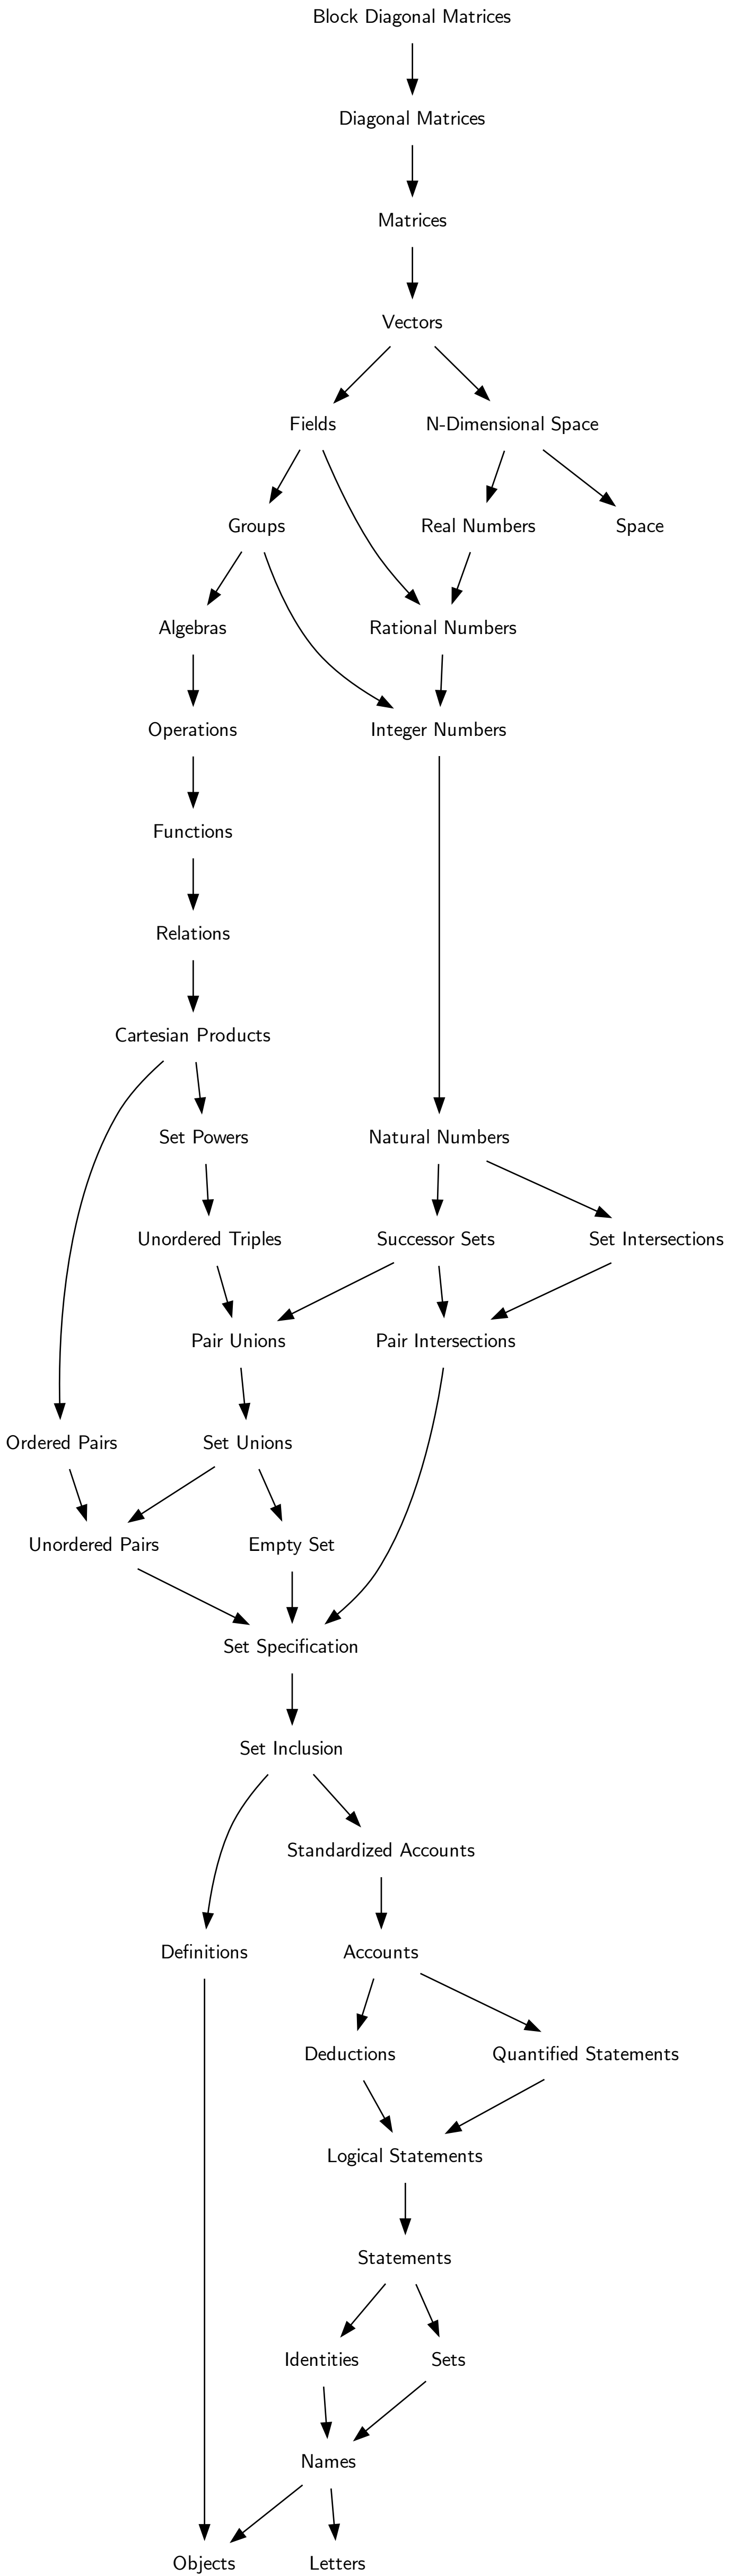 Block Diagonal Matrices
Diagonal Matrices
Matrices
Vectors
Fields
N-Dimensional Space
Groups
Real Numbers
Space
Algebras
Rational Numbers
Operations
Integer Numbers
Functions
Relations
Cartesian Products
Set Powers
Natural Numbers
Unordered Triples
Successor Sets
Set Intersections
Pair Unions
Pair Intersections
Ordered Pairs
Set Unions
Unordered Pairs
Empty Set
Set Specification
Set Inclusion
Standardized Accounts
Definitions
Accounts
Deductions
Quantified Statements
Logical Statements
Statements
Identities
Sets
Names
Objects
Letters